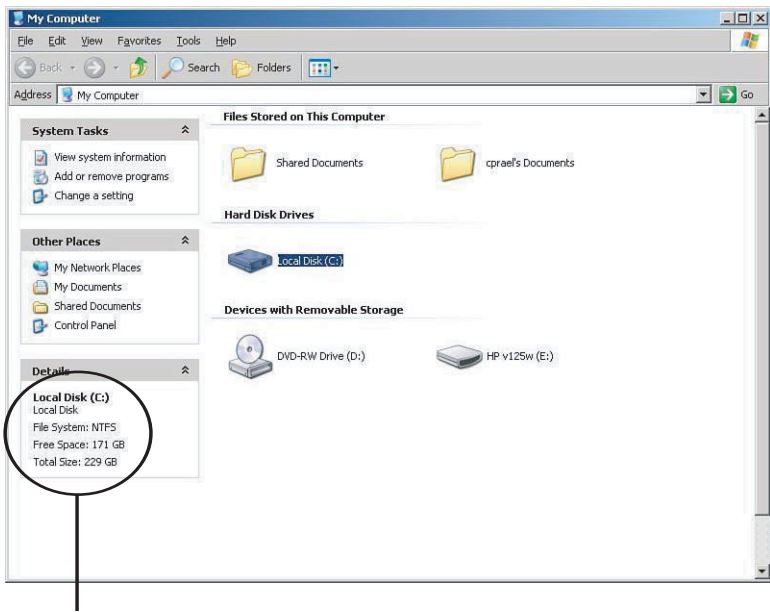 My Computer
File Edit View Favorites Tools Help
Back Search Folders
Address My Computer Go
System Tasks
View system information
Add or remove programs
Change a setting
Other Places
My Network Places
My Documents
Shared Documents
Control Panel
Details
Local Disk (C:)
Local Disk
File System: NTFS
Free Space: 171 GB
Total Size: 229 GB
Files Stored on This Computer
Shared Documents
cprael's Documents
Hard Disk Drives
Local Disk (C:)
Devices with Removable Storage
DVD-RW Drive (D:)
HP v125w (E:)